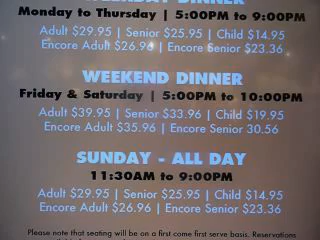 WEEKDAY DINNER
Monday to Thursday | 5:00PM to 9:00PM
Adult $29.95 | Senior $25.95 | Child $14.95
Encore Adult $26.96 | Encore Senior $23.36
WEEKEND DINNER
Friday & Saturday | 5:00PM to 10:00PM
Adult $39.95 | Senior $33.96 | Child $19.95
Encore Adult $35.96 | Encore Senior 30.56
SUNDAY - ALL DAY
11:30AM to 9:00PM
Adult $29.95 | Senior $25.95 | Child $14.95
Encore Adult $26.96 | Encore Senior $23.36
Please note that seating will be on a first come first serve basis. Reservations